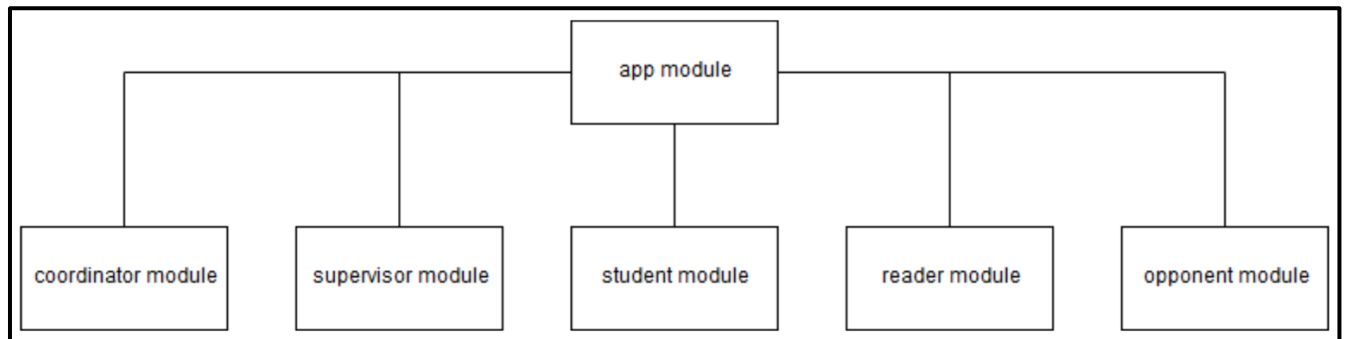 app module
coordinator module
supervisor module
student module
reader module
opponent module